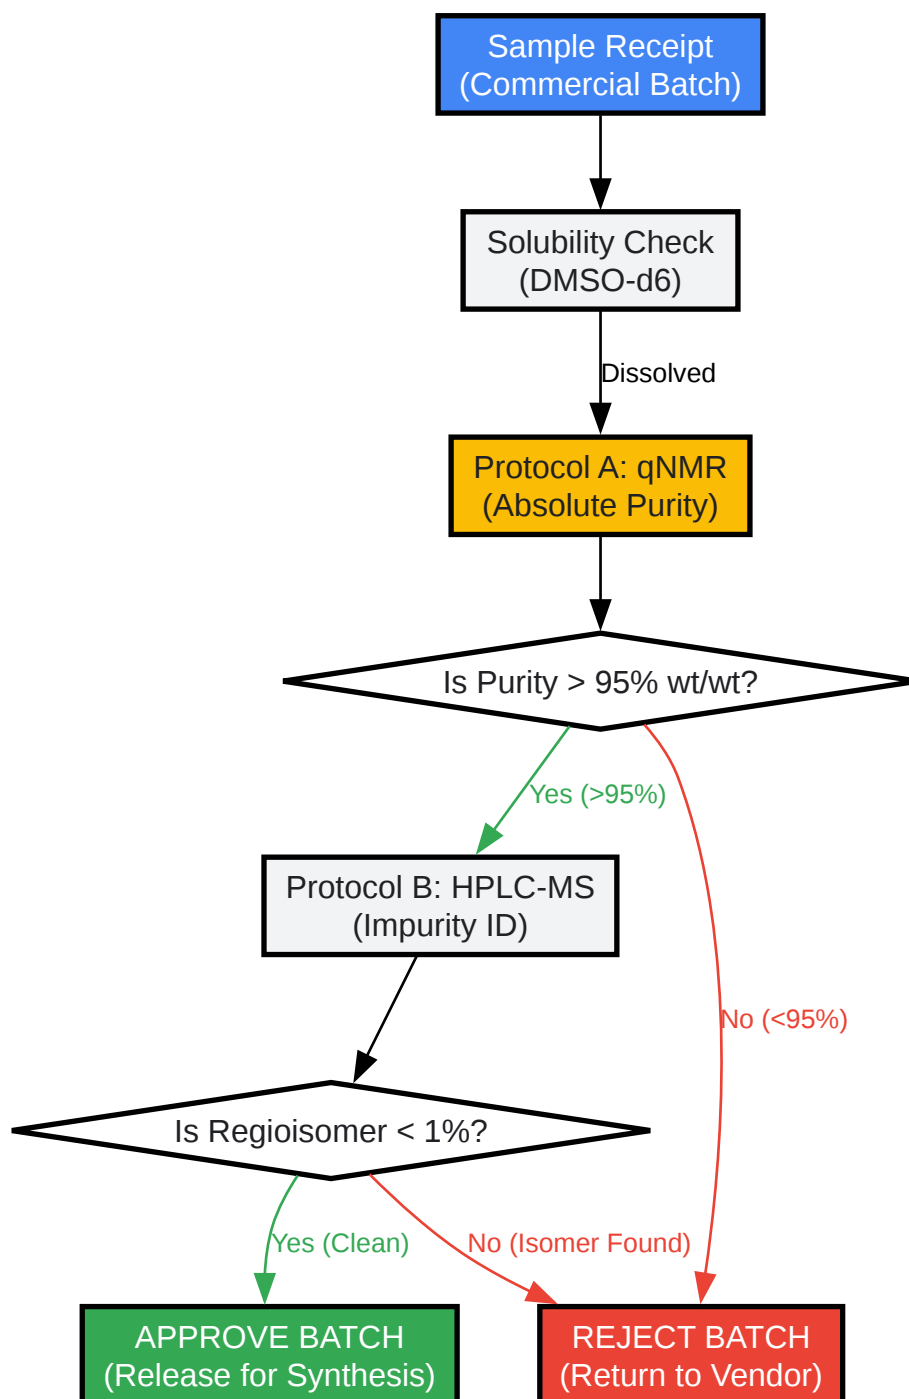 Sample Receipt
(Commercial Batch)
Solubility Check
(DMSO-d6)
Dissolved
Protocol A: qNMR
(Absolute Purity)
Is Purity > 95% wt/wt?
Yes (>95%)
Protocol B: HPLC-MS
(Impurity ID)
No (<95%)
Is Regioisomer < 1%?
Yes (Clean)
No (Isomer Found)
APPROVE BATCH
(Release for Synthesis)
REJECT BATCH
(Return to Vendor)